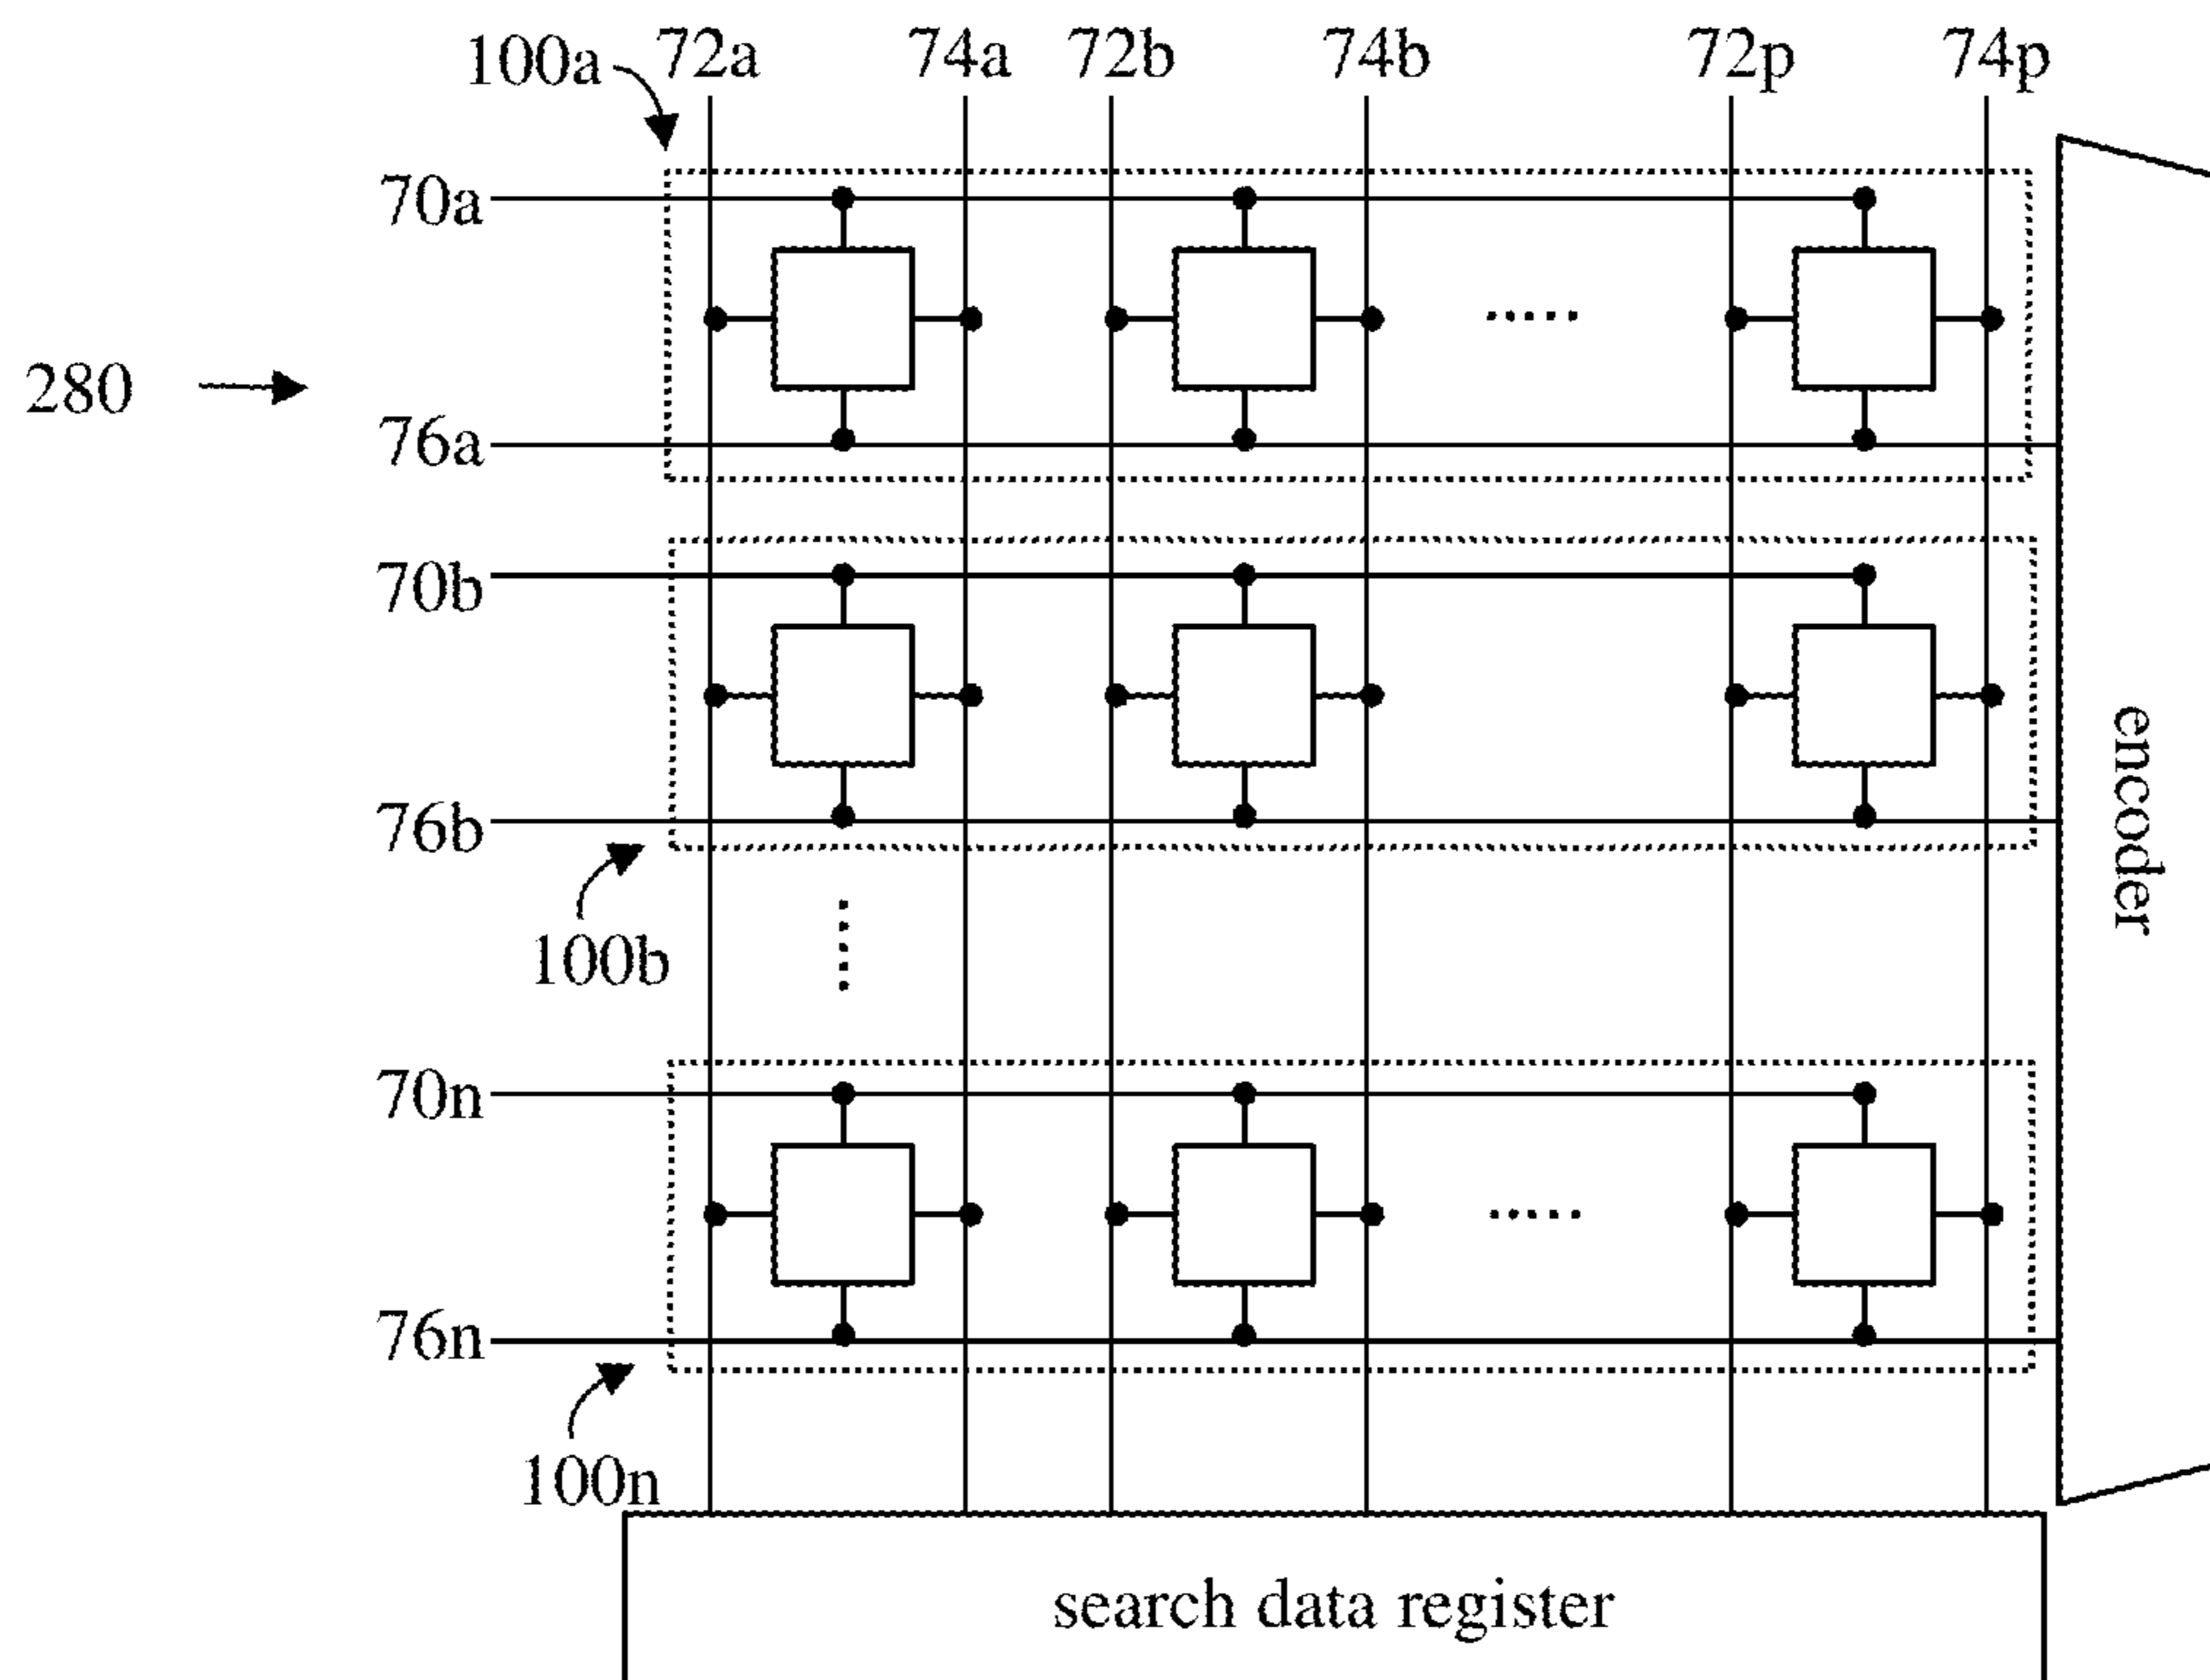 100a 72a 74a 72b 74b 72p 74p
70a
280
76a
70b
76b
100b
encoder
70n
76n
100n
search data register